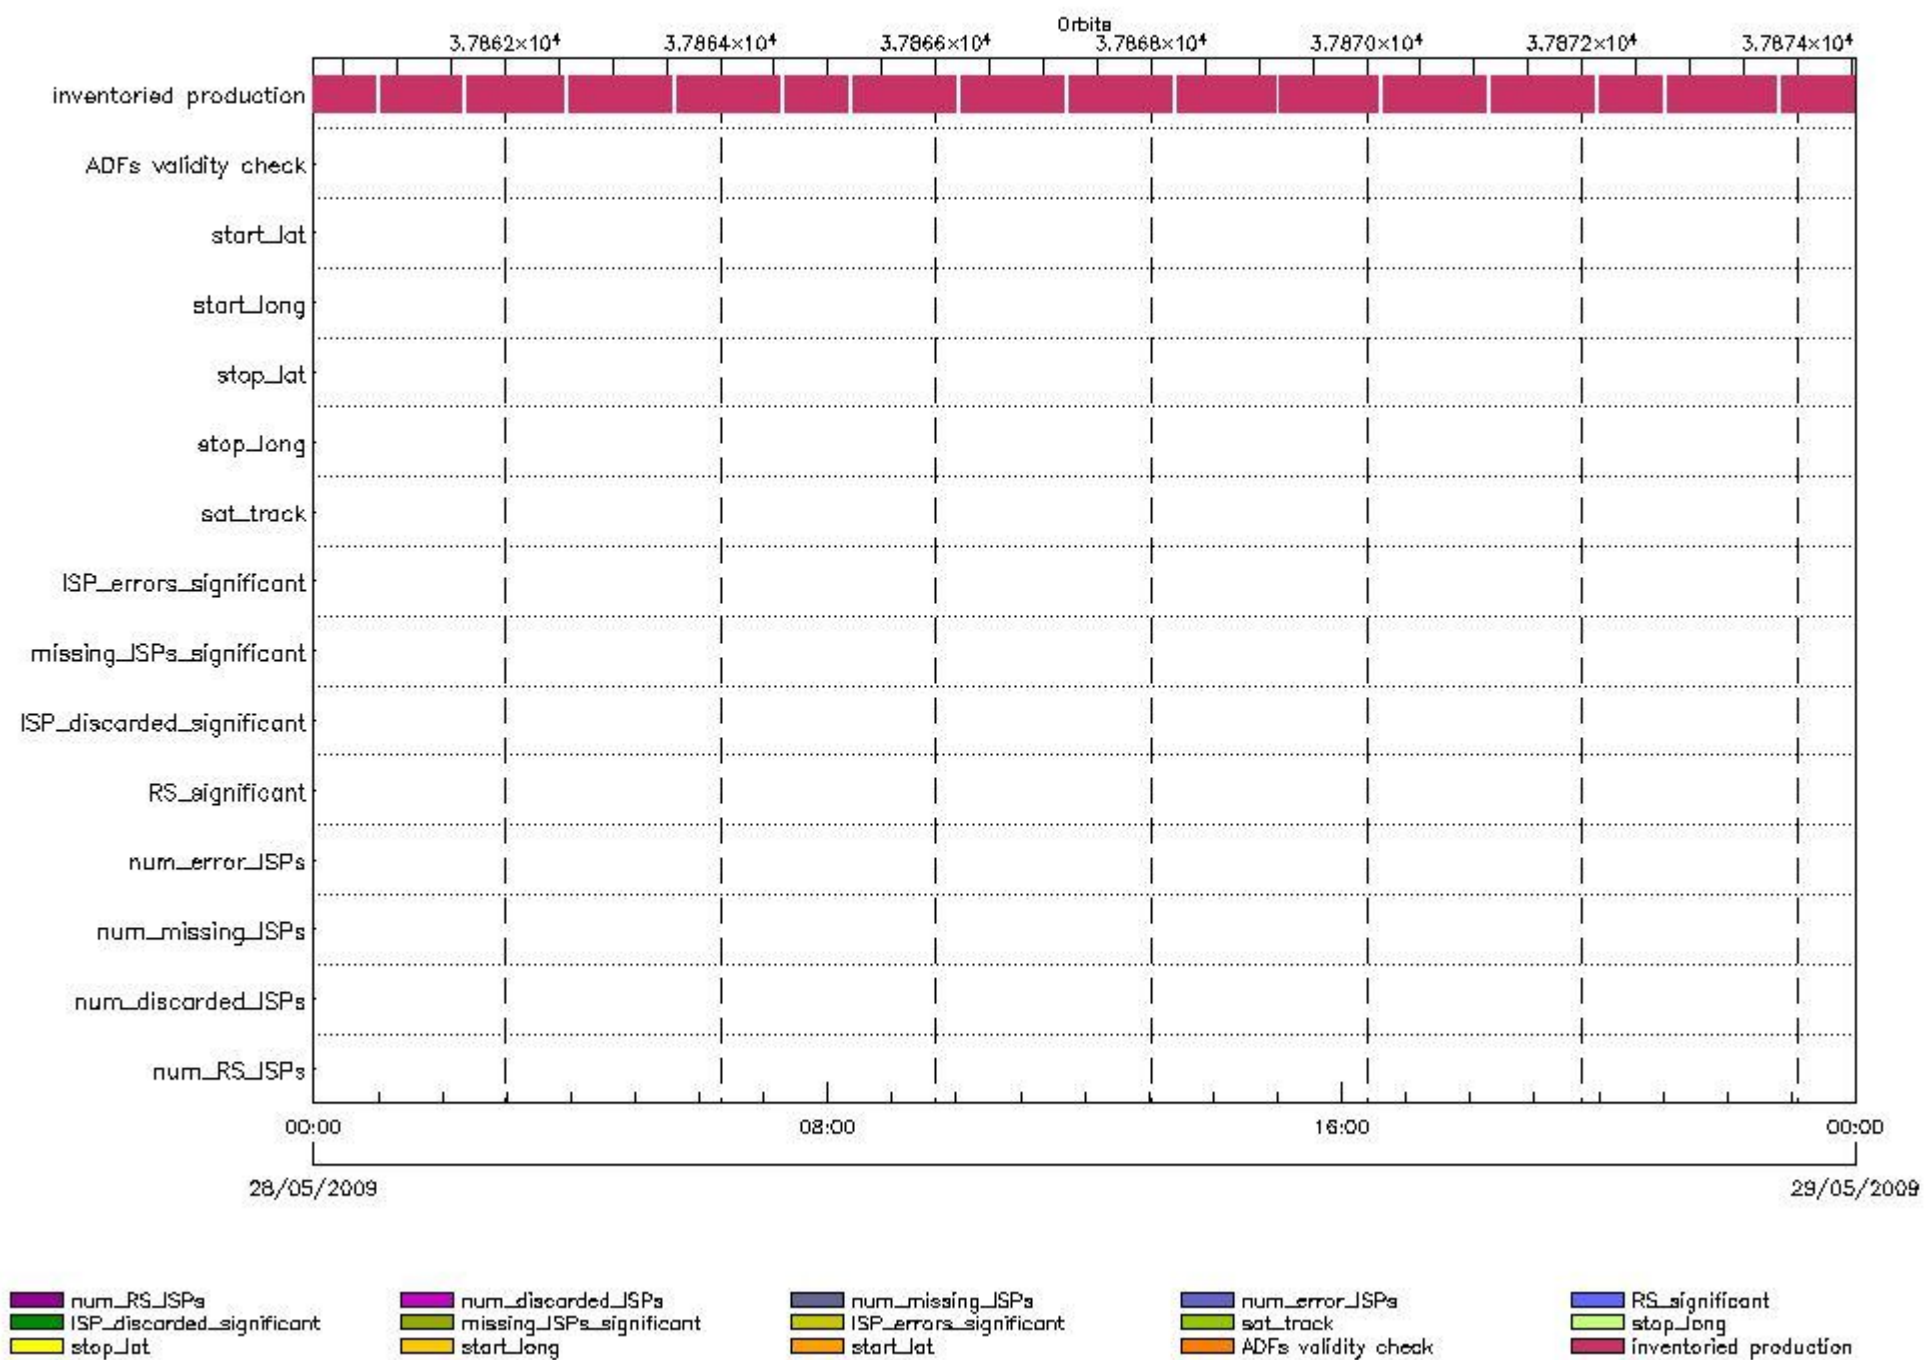 Orbits
3.7862×10⁴ 3.7864×10⁴ 3.7866×10⁴ 3.7868×10⁴ 3.7870×10⁴ 3.7872×10⁴ 3.7874×10⁴
inventoried production
ADFs validity check
start_lat
start_long
stop_lat
stop_long
sat_track
ISP_errors_significant
missing_ISPs_significant
ISP_discarded_significant
RS_significant
num_error_ISPs
num_missing_ISPs
num_discarded_ISPs
num_RS_ISPs
00:00 08:00 16:00 00:00
28/05/2009 29/05/2009
num_RS_ISPs num_discarded_ISPs num_missing_ISPs num_error_ISPs RS_significant
ISP_discarded_significant missing_ISPs_significant ISP_errors_significant sat_track stop_long
stop_lat start_long start_lat ADFs validity check inventoried production